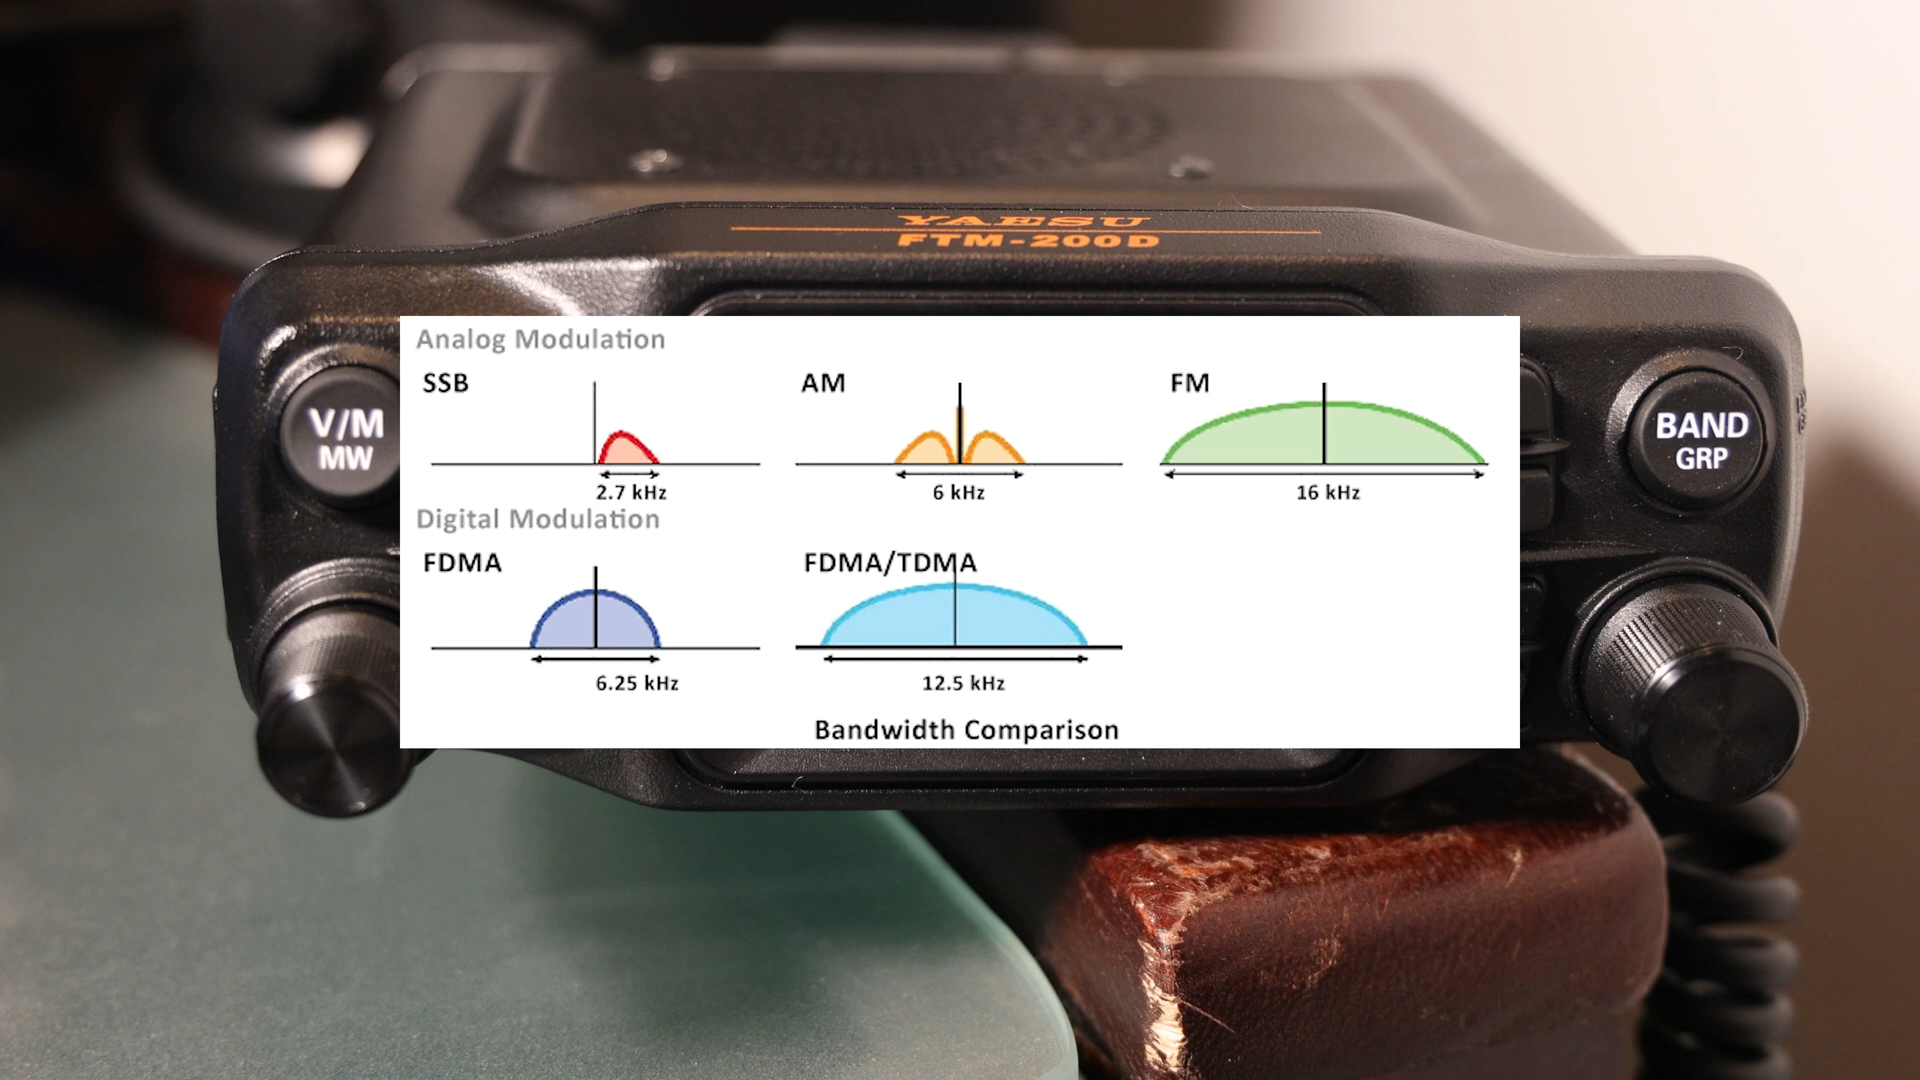 YAESU
FTM-200D
V/M
MW
BAND
GRP
Analog Modulation
SSB
AM
FM
2.7 kHz
6 kHz
16 kHz
Digital Modulation
FDMA
FDMA/TDMA
6.25 kHz
12.5 kHz
Bandwidth Comparison